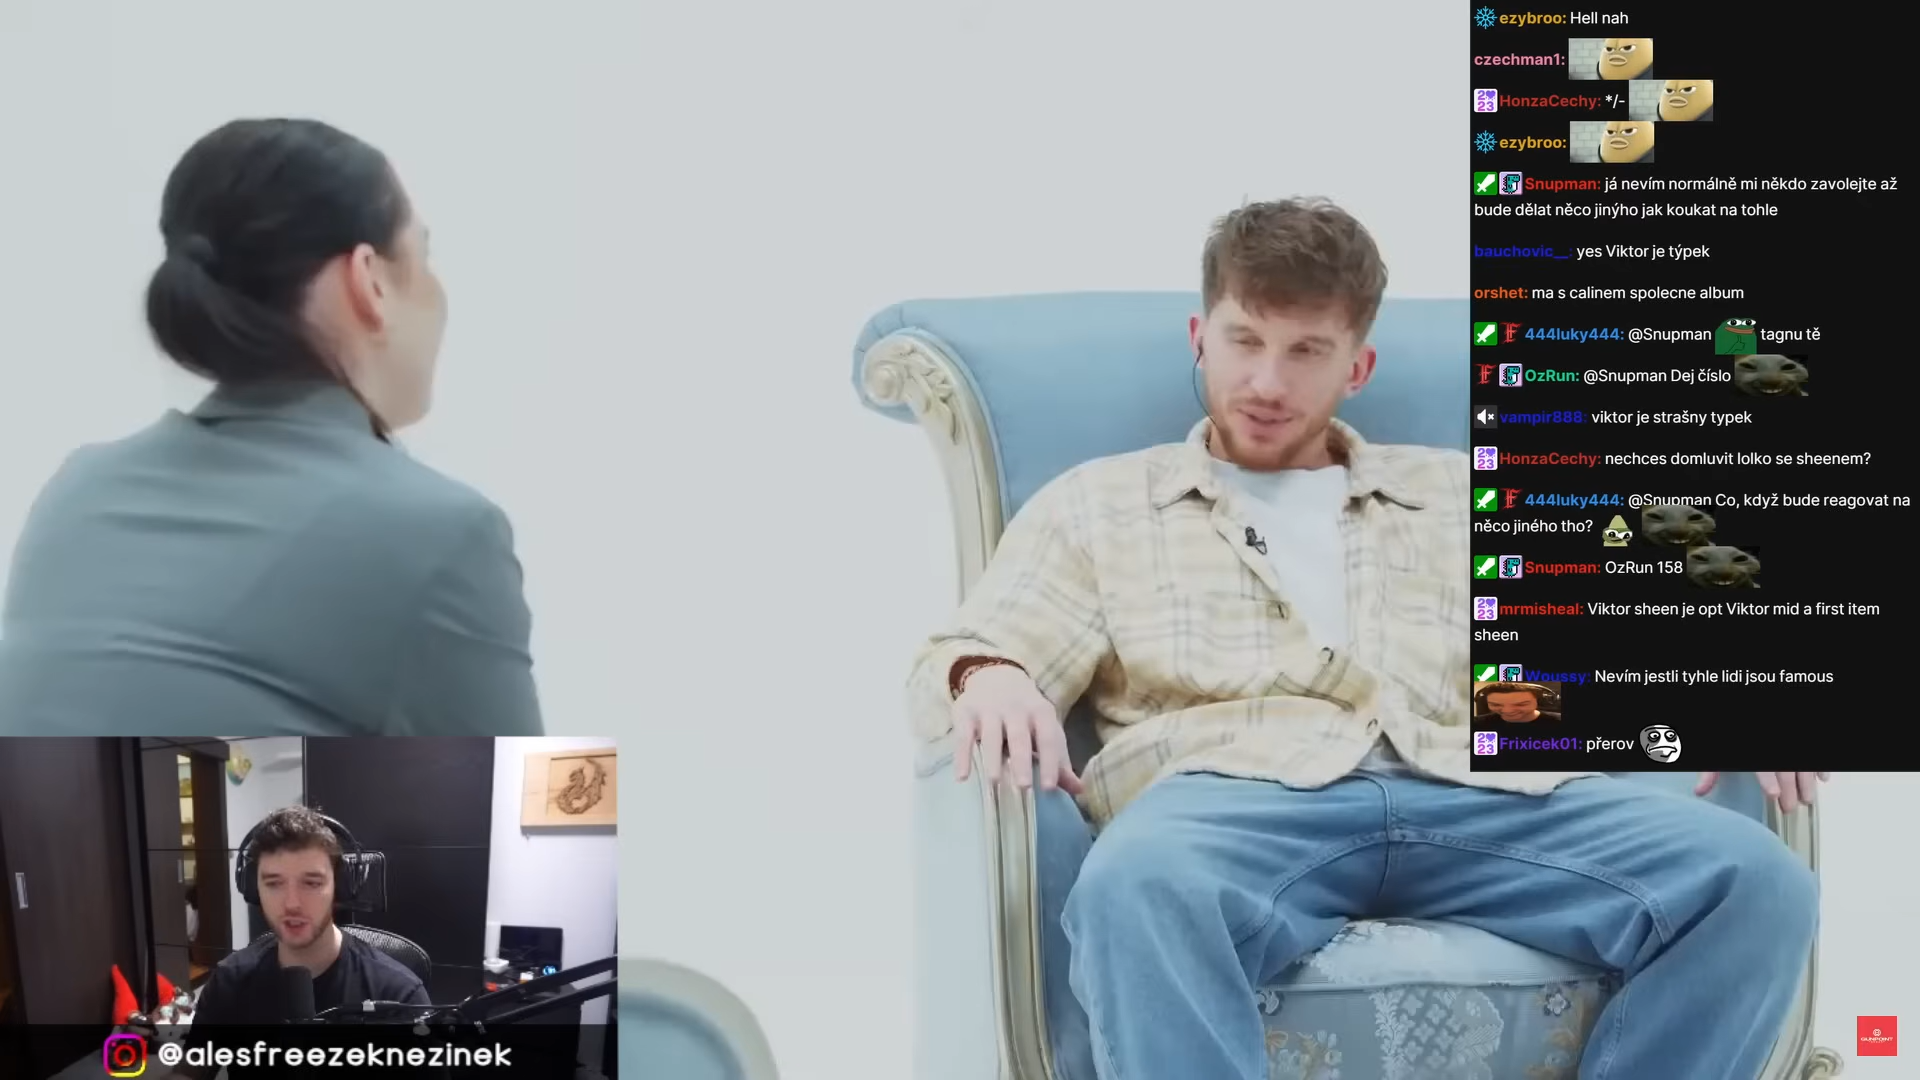 ezybroo: Hell nah
czechman1:
HonzaCechy: */-
ezybroo:
Snupman: já nevím normálně mi někdo zavolejte až
bude dělat něco jinýho jak koukat na tohle
bauchovic__: yes Viktor je týpek
orshet: ma s calinem spolecne album
444luky444: @Snupman tagnu tě
OzRun: @Snupman Dej číslo
vampir888: viktor je strašny typek
HonzaCechy: nechces domluvit lolko se sheenem?
444luky444: @Snupman Co, když bude reagovat na
něco jiného tho?
Snupman: OzRun 158
mrmisheal: Viktor sheen je opt Viktor mid a first item
sheen
Woussy: Nevím jestli tyhle lidi jsou famous
Frixicek01: přerov
@alesfreezeknezinek
GUNPOINT